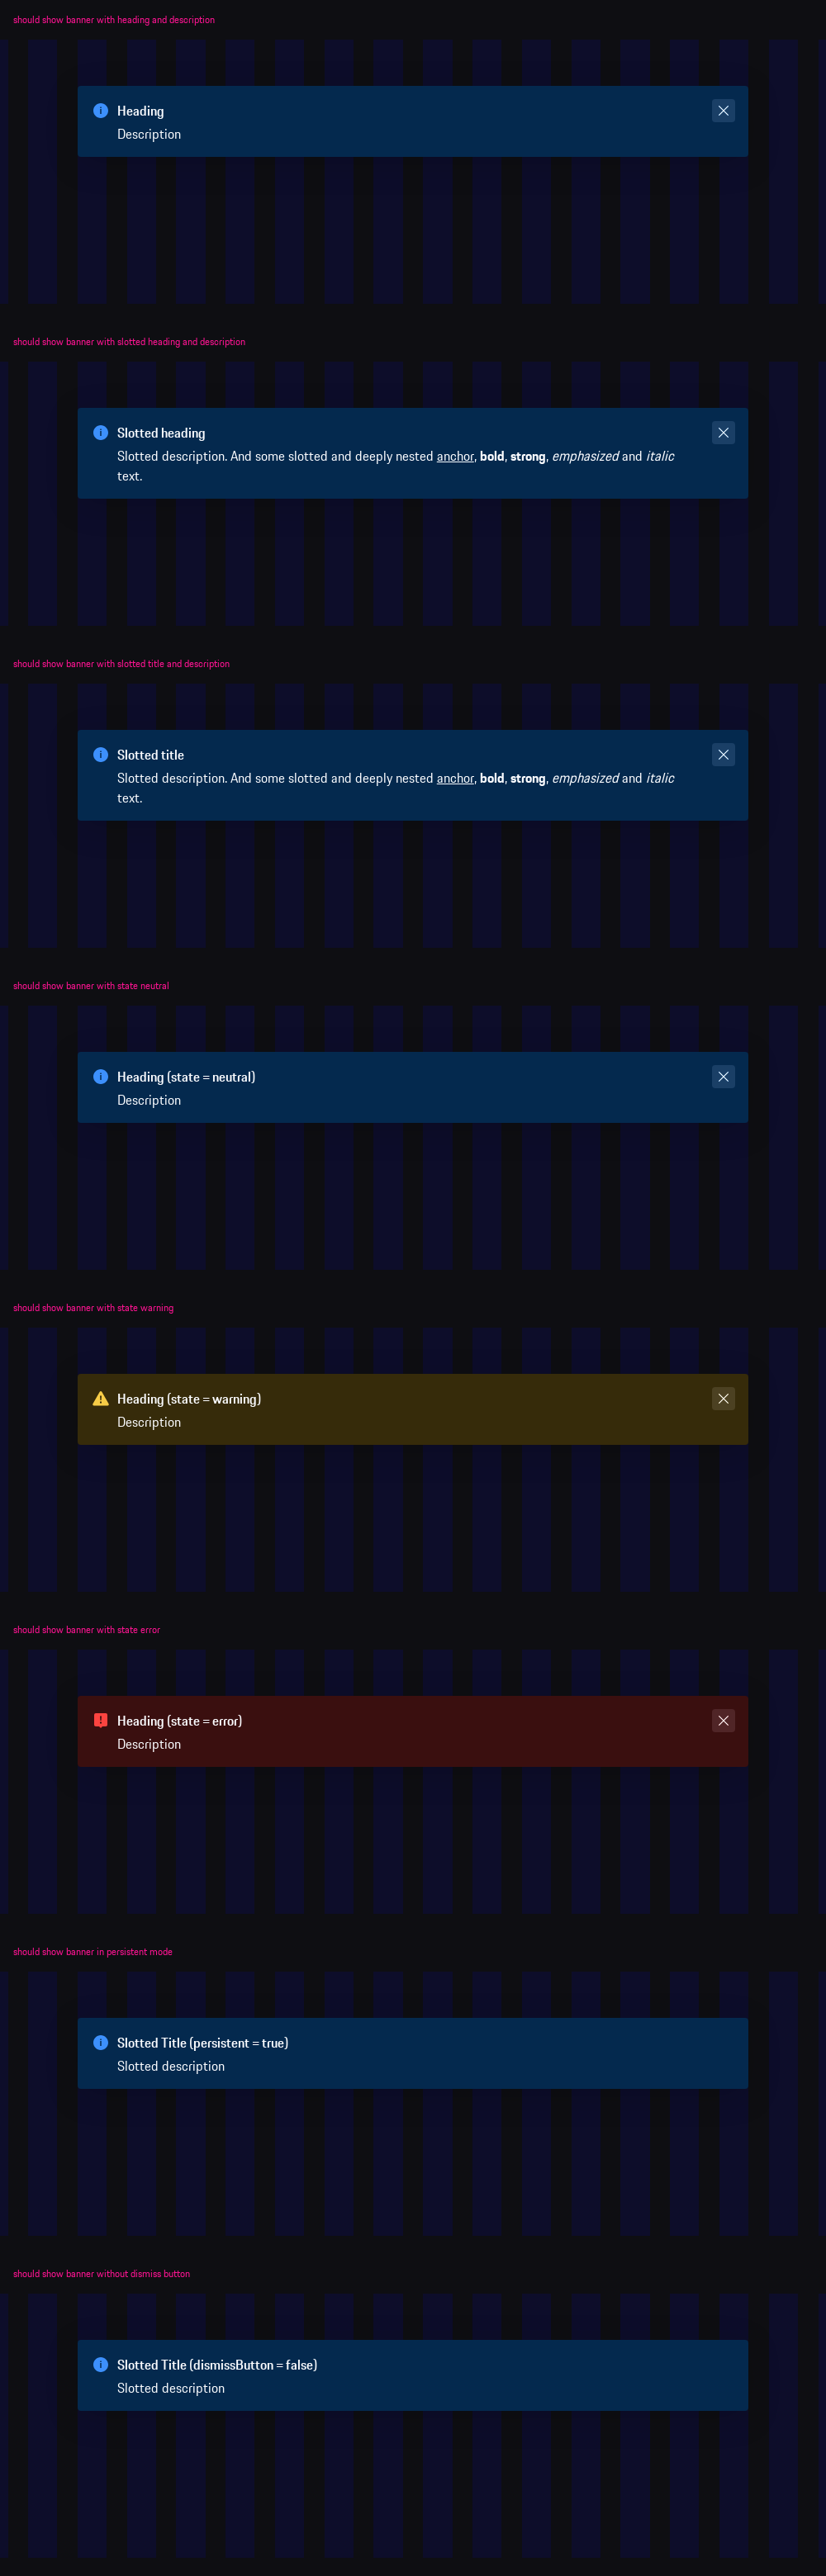 should show banner with heading and description
Heading
Description
should show banner with slotted heading and description
Slotted heading
Slotted description. And some slotted and deeply nested anchor, bold, strong, emphasized and italic
text.
should show banner with slotted title and description
Slotted title
Slotted description. And some slotted and deeply nested anchor, bold, strong, emphasized and italic
text.
should show banner with state neutral
Heading (state = neutral)
Description
should show banner with state warning
Heading (state = warning)
Description
should show banner with state error
Heading (state = error)
Description
should show banner in persistent mode
Slotted Title (persistent = true)
Slotted description
should show banner without dismiss button
Slotted Title (dismissButton = false)
Slotted description